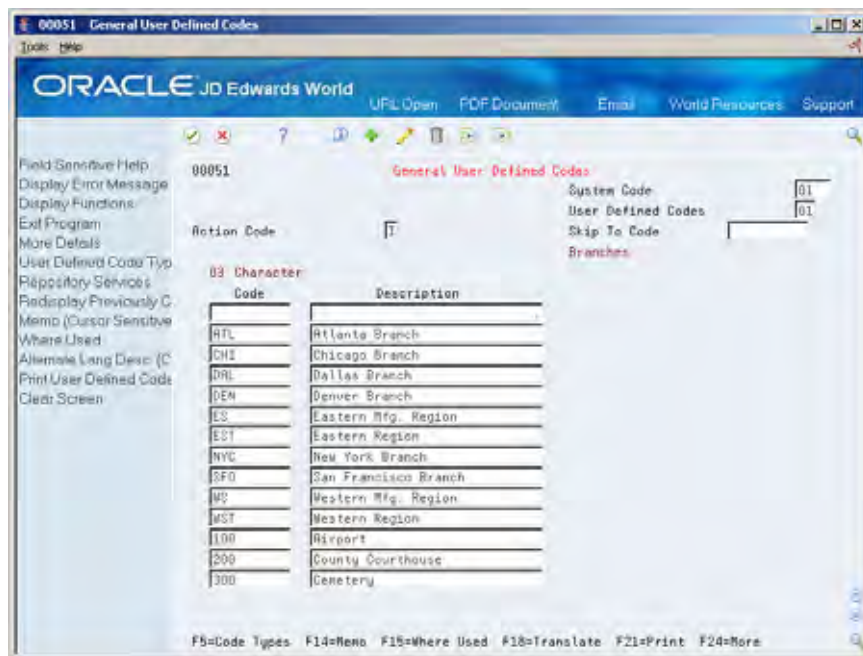 00051 General User Defined Codes
Tools Help
ORACLE JD Edwards World
URL Open PDF Document Email World Resources Support
Field Sensitive Help
Display Error Message
Display Functions
Exit Program
More Details
User Defined Code Typ
Repository Services
Redisplay Previously C
Memo (Cursor Sensitive
Where Used
Alternate Lang Desc (C
Print User Defined Code
Clear Screen
00051 General User Defined Codes
System Code 01
User Defined Codes 01
Action Code I Skip To Code
Branches
03 Character
Code Description
ATL Atlanta Branch
CHI Chicago Branch
DAL Dallas Branch
DEN Denver Branch
ES Eastern Mfg. Region
EST Eastern Region
NYC New York Branch
SFO San Francisco Branch
WS Western Mfg. Region
WST Western Region
100 Airport
200 County Courthouse
300 Cemetery
F5=Code Types F14=Memo F15=Where Used F18=Translate F21=Print F24=More